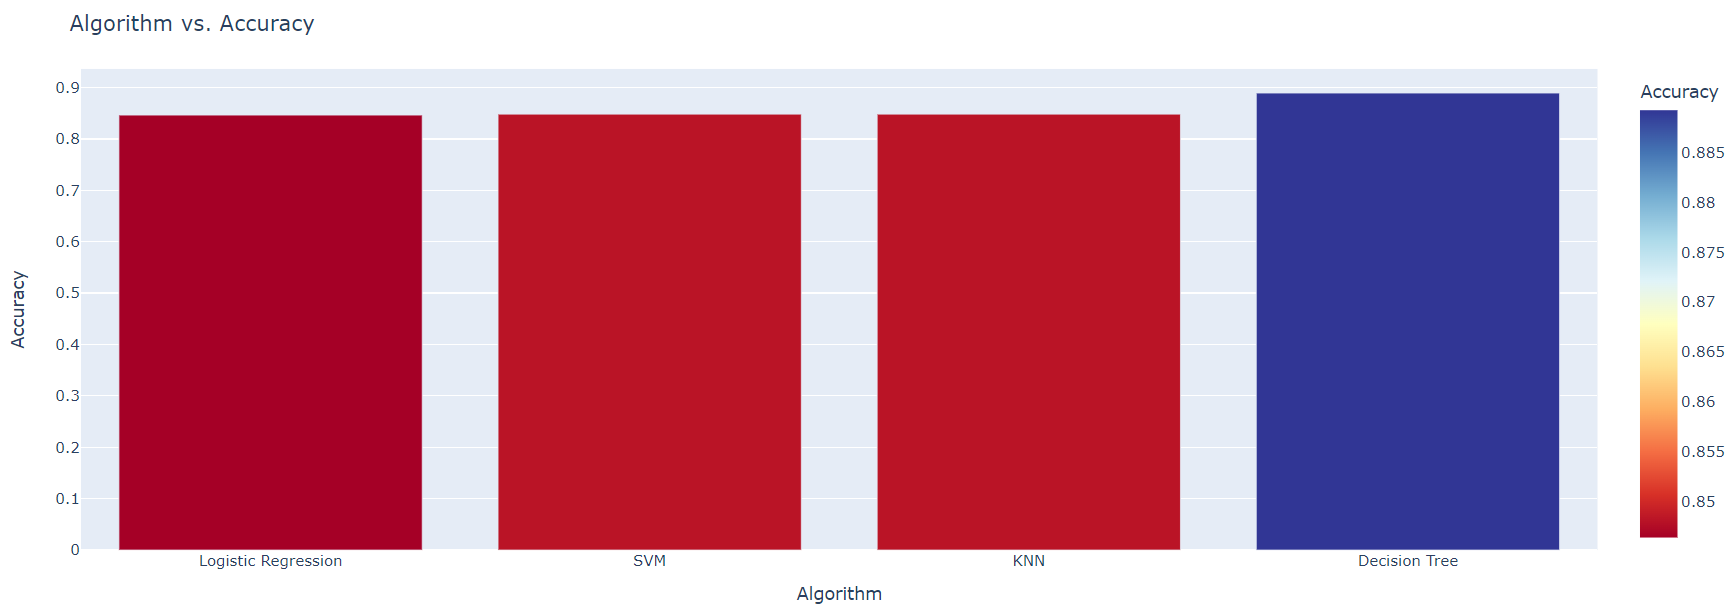 Algorithm vs. Accuracy
Accuracy
0.9
0.8
0.7
0.6
0.5
0.4
0.3
0.2
0.1
0
Logistic Regression
SVM
KNN
Decision Tree
Algorithm
Accuracy
0.885
0.88
0.875
0.87
0.865
0.86
0.855
0.85